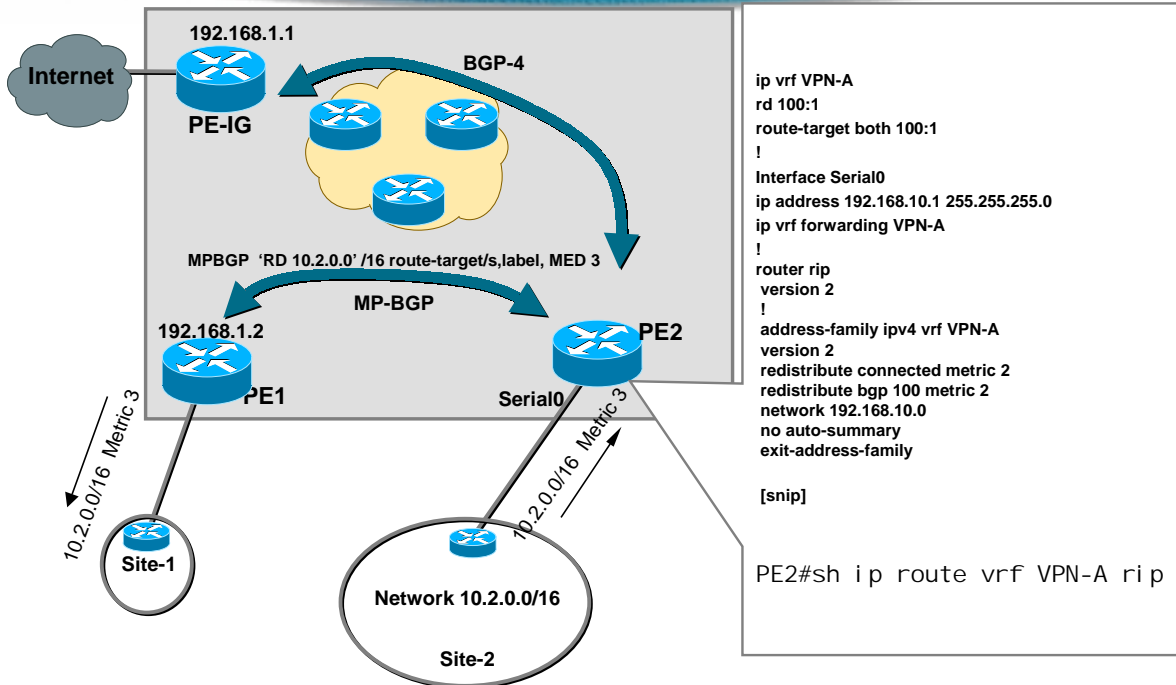 192.168.1.1
BGP-4
Internet
PE-IG
MPBGP ‘RD 10.2.0.0’ /16 route-target/s,label, MED 3
MP-BGP
192.168.1.2
PE2
PE1
Serial0
10.2.0.0/16 Metric 3
10.2.0.0/16 Metric 3
Site-1
Network 10.2.0.0/16
Site-2
ip vrf VPN-A
rd 100:1
route-target both 100:1
!
Interface Serial0
ip address 192.168.10.1 255.255.255.0
ip vrf forwarding VPN-A
!
router rip
version 2
!
address-family ipv4 vrf VPN-A
version 2
redistribute connected metric 2
redistribute bgp 100 metric 2
network 192.168.10.0
no auto-summary
exit-address-family
[snip]
PE2#sh ip route vrf VPN-A rip